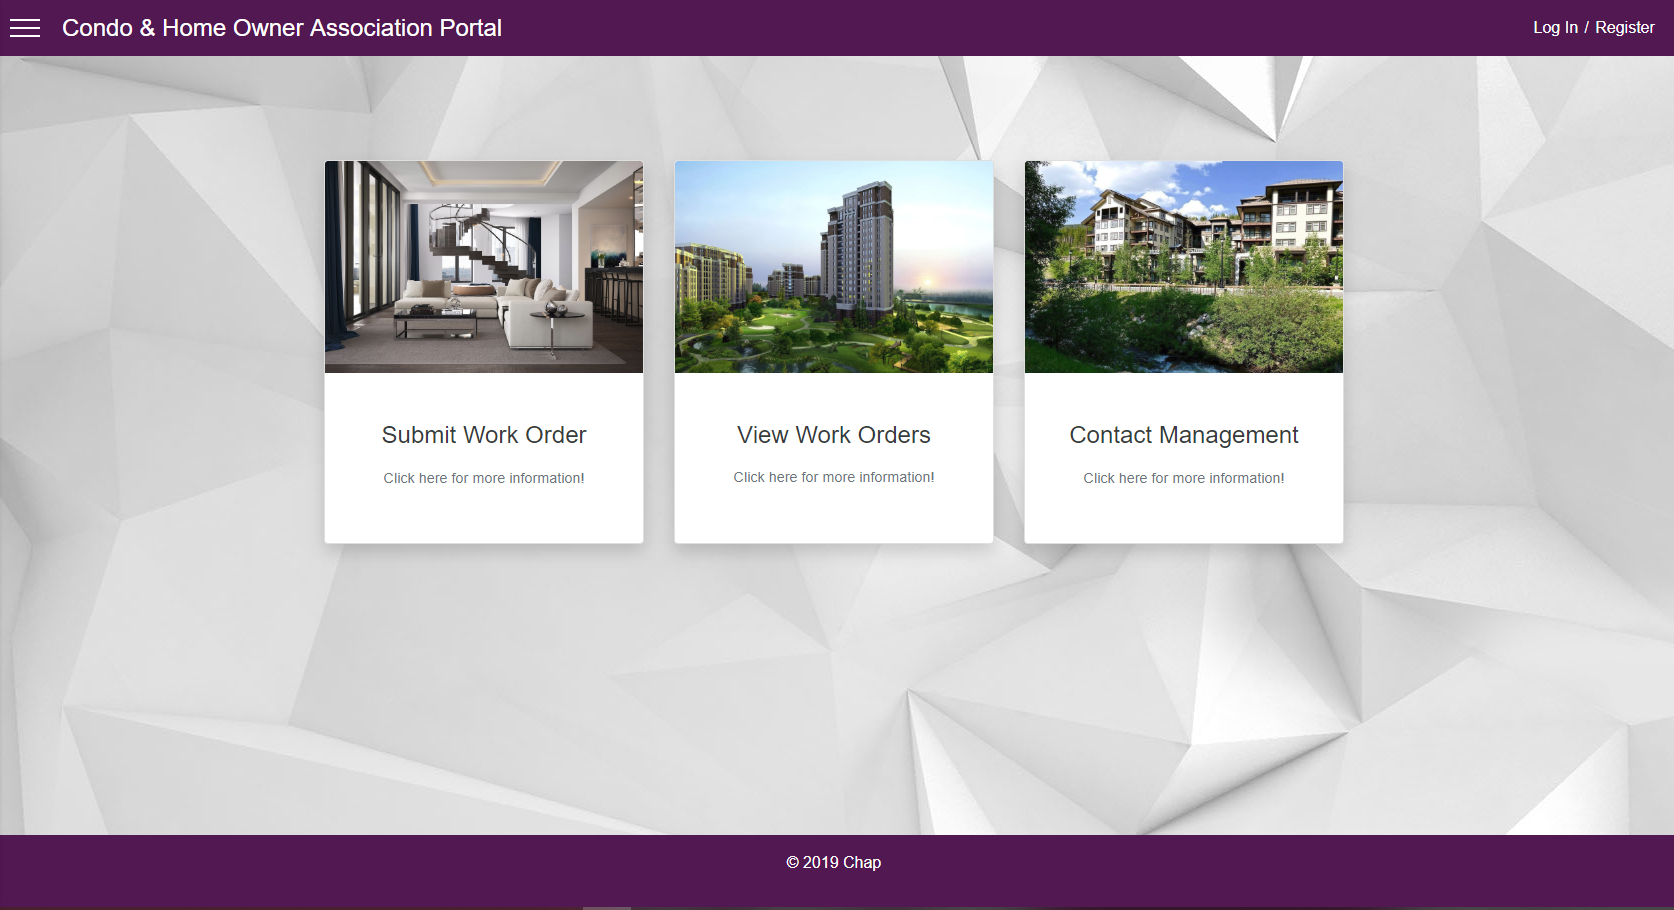 Condo & Home Owner Association Portal
Log In / Register
Submit Work Order
Click here for more information!
View Work Orders
Click here for more information!
Contact Management
Click here for more information!
© 2019 Chap